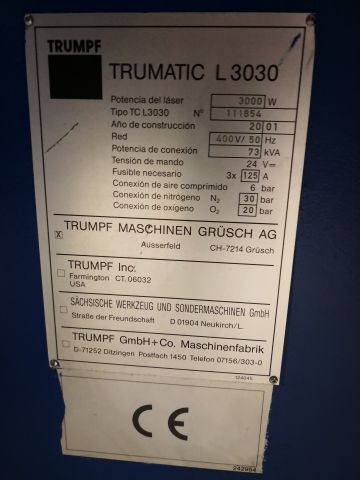 TRUMPF
TRUMATIC L 3030
Potencia del láser 3000 W
Tipo TC L3030 Nº 111654
Año de construcción 2001
Red 400 V/ 50 Hz
Potencia de conexión 73 kVA
Tensión de mando 24 V
Fusible necesario 3x 125 A
Conexión de aire comprimido 6 bar
Conexión de nitrógeno N₂ 30 bar
Conexión de oxígeno O₂ 20 bar
x TRUMPF MASCHINEN GRÜSCH AG
Ausserfeld CH-7214 Grüsch
TRUMPF Inc.
Farmington CT. 06032
USA
SÄCHSISCHE WERKZEUG UND SONDERMASCHINEN GmbH
Straße der Freundschaft D 01904 Neukirch/L.
TRUMPF GmbH+Co. Maschinenfabrik
D-71252 Ditzingen Postfach 1450 Telefon 07156/303-0
124045
CE
242984